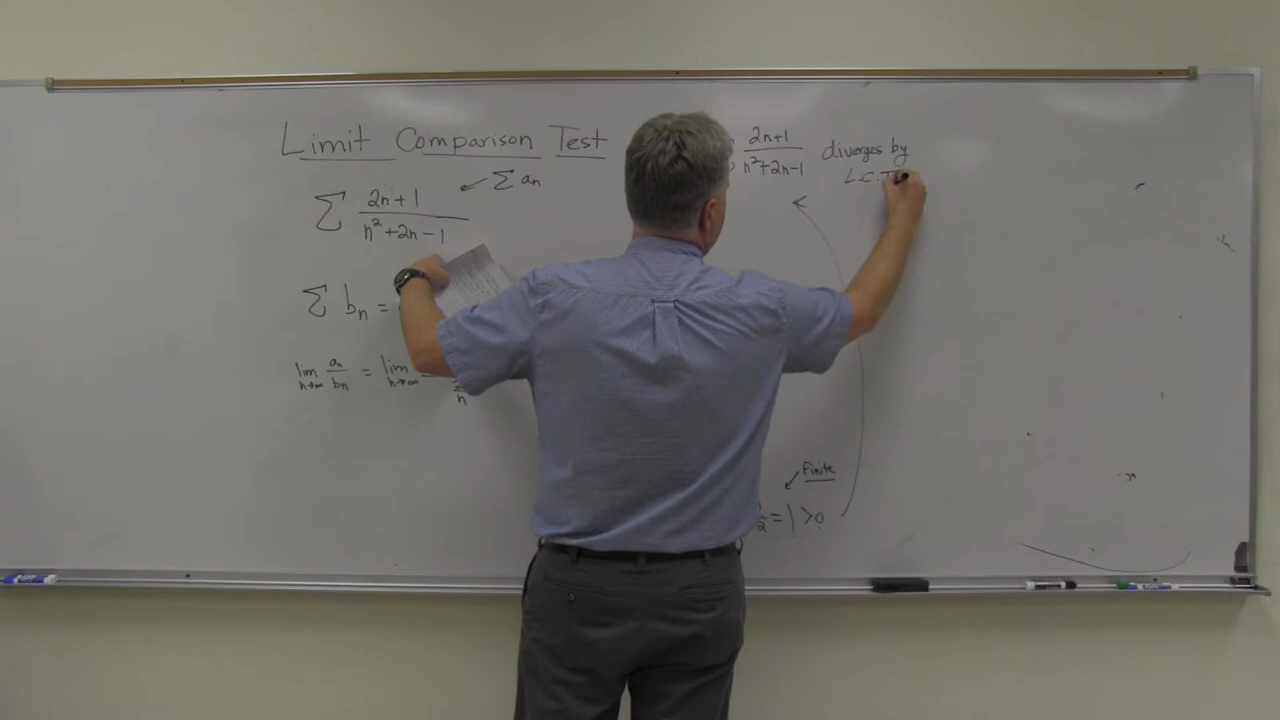 Limit Comparison Test
∑ (2n+1)/(n²+2n-1) ← ∑ aₙ
∑ bₙ =
lim n→∞ aₙ/bₙ = lim n→∞
n
(2n+1)/(n²+2n-1) diverges by
L.C.T
Finite
2 = 1 > 0